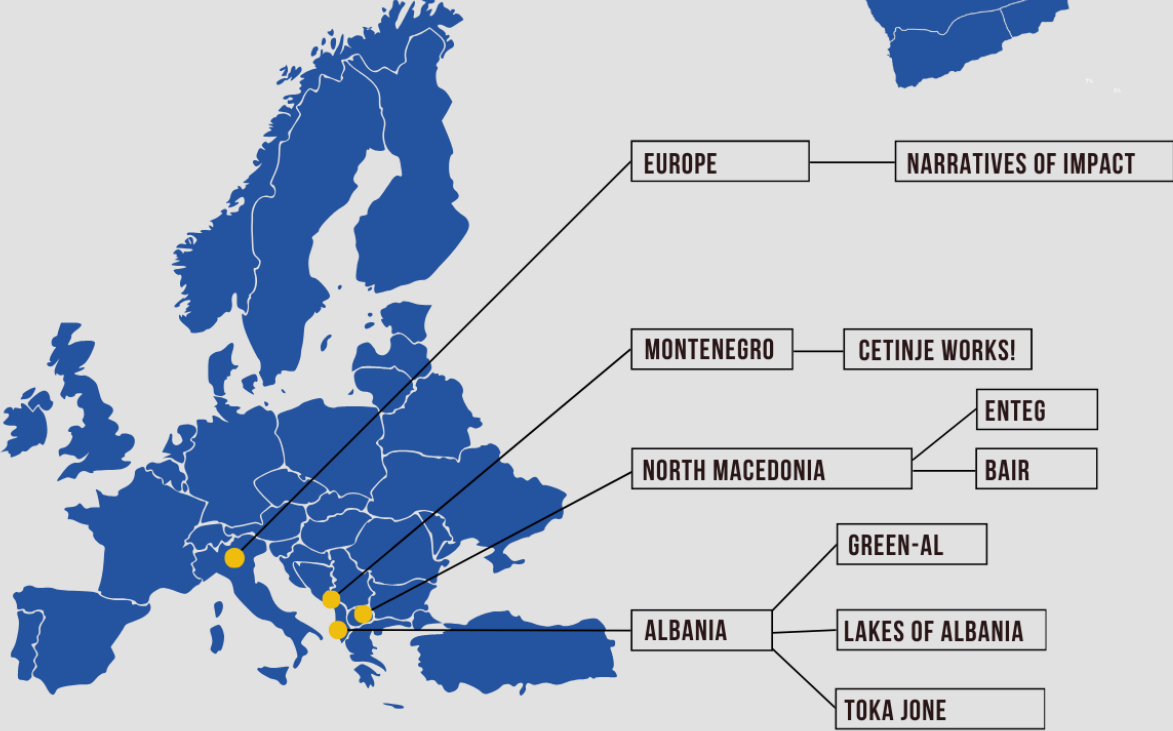 EUROPE
NARRATIVES OF IMPACT
MONTENEGRO
CETINJE WORKS!
ENTEG
NORTH MACEDONIA
BAIR
GREEN-AL
ALBANIA
LAKES OF ALBANIA
TOKA JONE